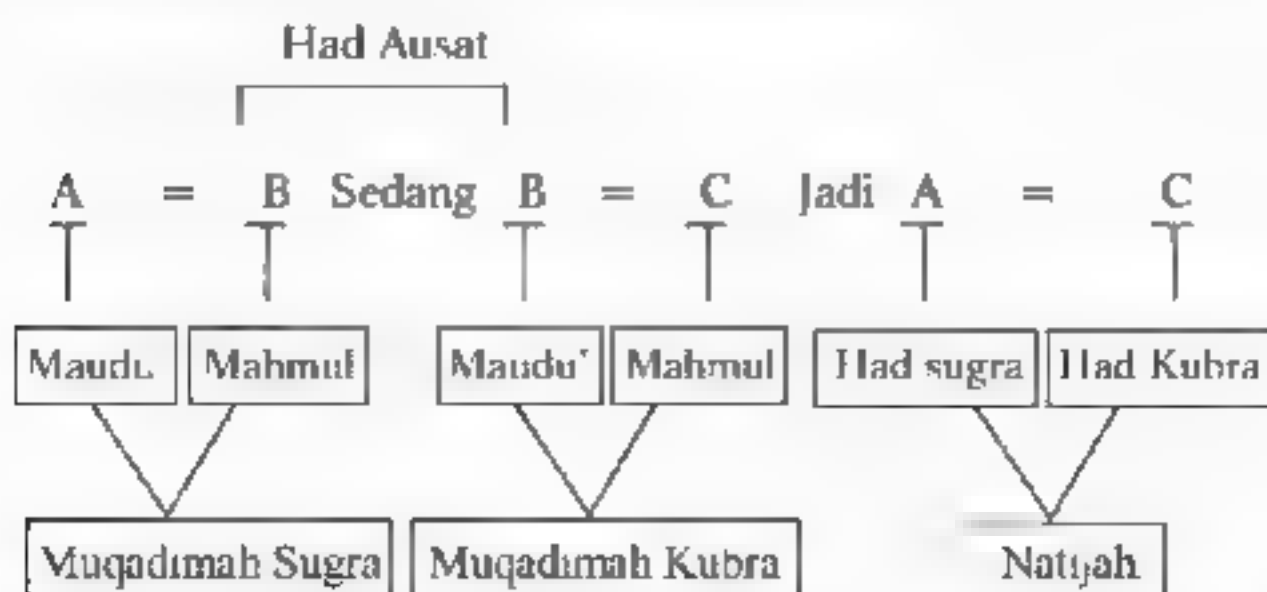 Had Ausat
A = B Sedang B = C Jadi A = C
Maudu' Mahmul Maudu' Mahmul Had sugra Had Kubra
Muqadimah Sugra Muqadimah Kubra Natijah